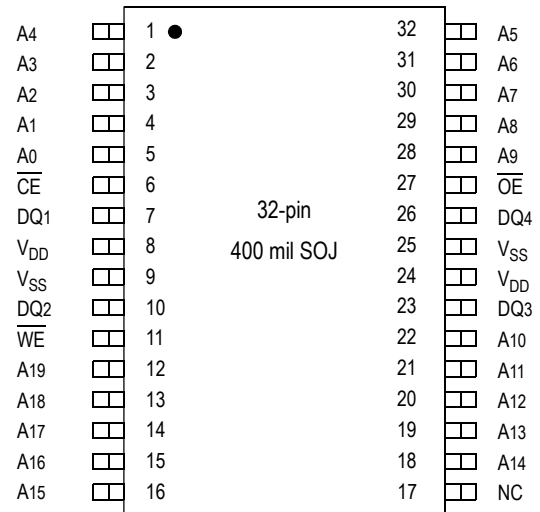 A4 1 32 A5
A3 2 31 A6
A2 3 30 A7
A1 4 29 A8
A0 5 28 A9
C̅E̅ 6 27 O̅E̅
DQ1 7 32-pin 26 DQ4
VDD 8 400 mil SOJ 25 VSS
VSS 9 24 VDD
DQ2 10 23 DQ3
W̅E̅ 11 22 A10
A19 12 21 A11
A18 13 20 A12
A17 14 19 A13
A16 15 18 A14
A15 16 17 NC